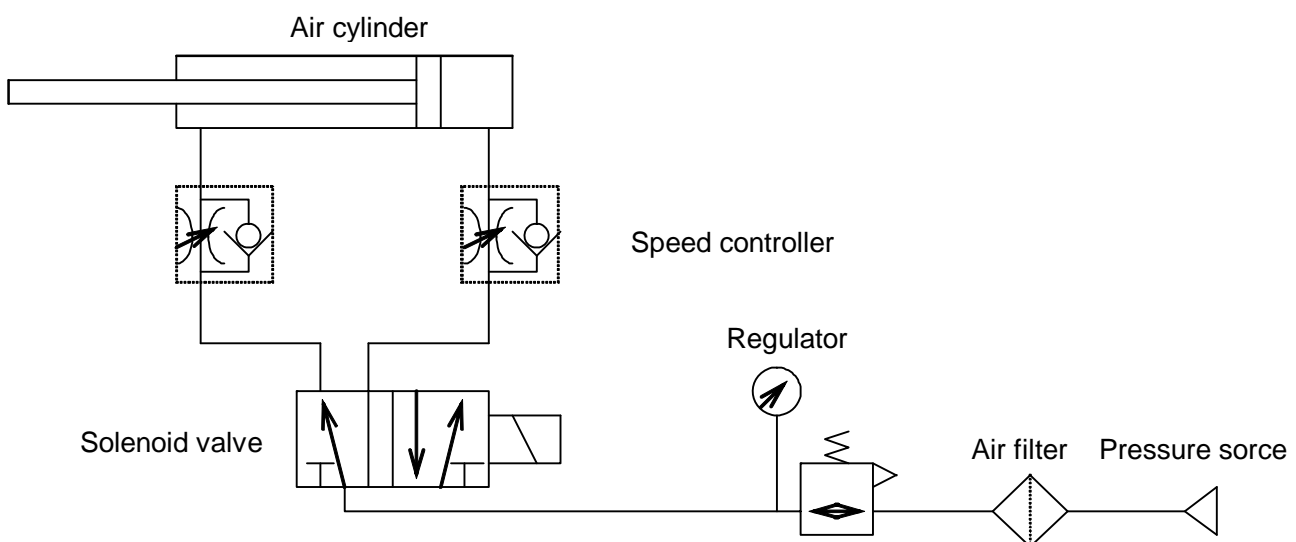 Air cylinder
Speed controller
Regulator
Solenoid valve
Air filter
Pressure sorce